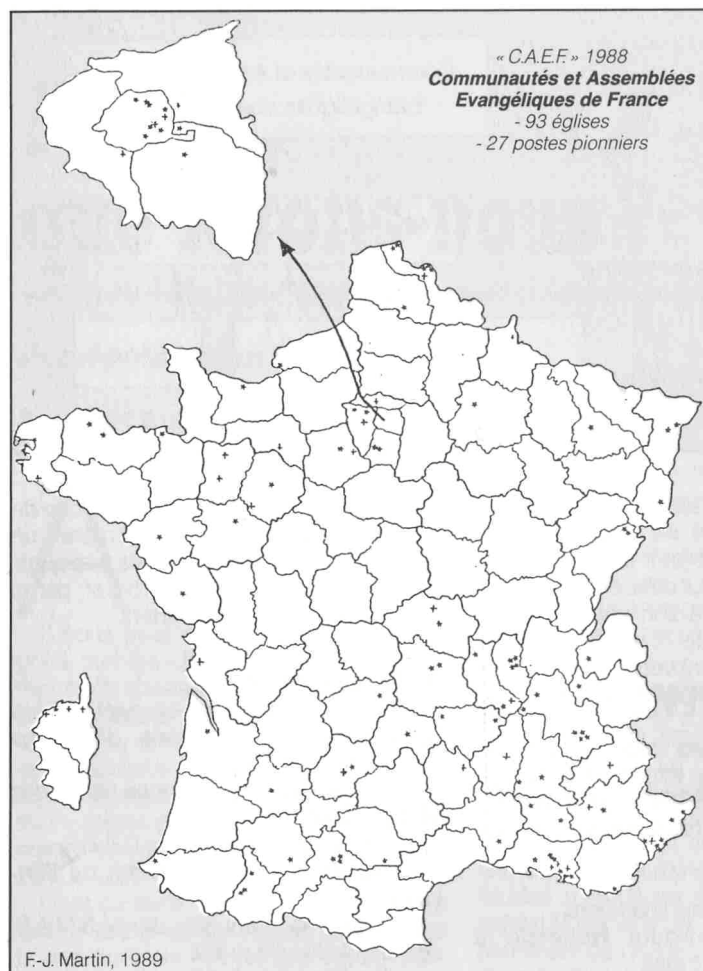 « C.A.E.F. » 1988
Communautés et Assemblées
Evangéliques de France
- 93 églises
- 27 postes pionniers
F.-J. Martin, 1989